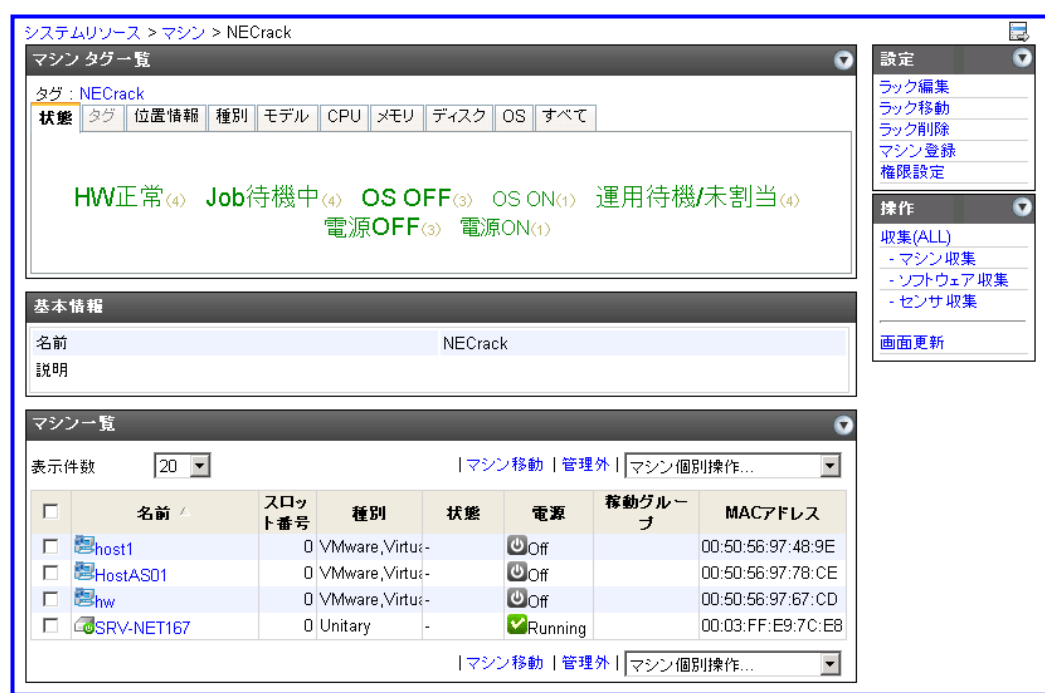 システムリソース > マシン > NECrack
マシン タグ一覧
タグ : NECrack
状態 タグ 位置情報 種別 モデル CPU メモリ ディスク OS すべて
HW正常(4) Job待機中(4) OS OFF(3) OS ON(1) 運用待機/未割当(4)
電源OFF(3) 電源ON(1)
基本情報
名前 NECrack
説明
マシン一覧
表示件数 20 | マシン移動 | 管理外 | マシン個別操作...
名前 スロット番号 種別 状態 電源 稼動グループ MACアドレス
host1 0 VMware,Virtua - Off 00:50:56:97:48:9E
HostAS01 0 VMware,Virtua - Off 00:50:56:97:78:CE
hw 0 VMware,Virtua - Off 00:50:56:97:67:CD
SRV-NET167 0 Unitary - Running 00:03:FF:E9:7C:E8
| マシン移動 | 管理外 | マシン個別操作...
設定
ラック編集
ラック移動
ラック削除
マシン登録
権限設定
操作
収集(ALL)
- マシン収集
- ソフトウェア収集
- センサ収集
画面更新